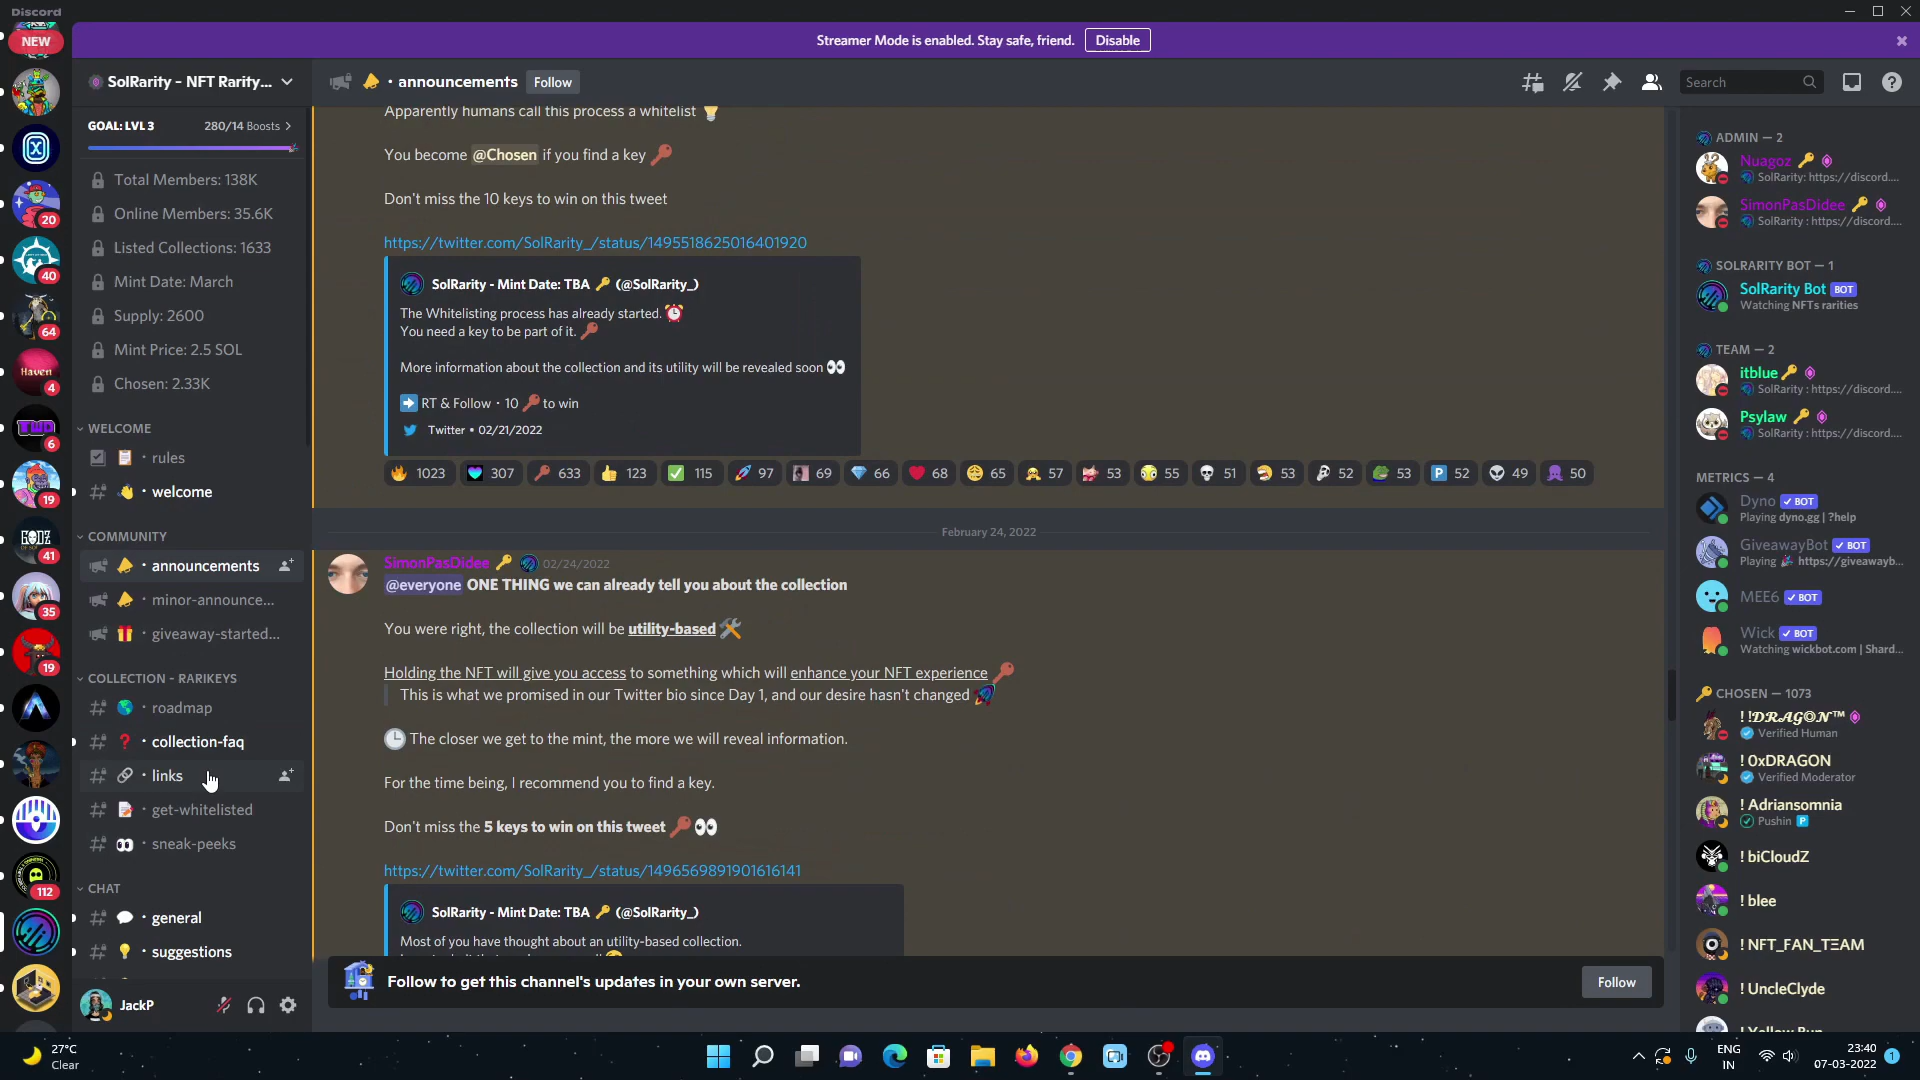 Discord
Streamer Mode is enabled. Stay safe, friend. Disable
NEW
20
40
64
Haven
4
TWD
6
19
GODZ
41
35
19
112
SolRarity - NFT Rarity...
GOAL: LVL 3 280/14 Boosts >
Total Members: 138K
Online Members: 35.6K
Listed Collections: 1633
Mint Date: March
Supply: 2600
Mint Price: 2.5 SOL
Chosen: 2.33K
WELCOME
· rules
· welcome
COMMUNITY
· announcements
· minor-announce...
· giveaway-started...
COLLECTION - RARIKEYS
· roadmap
· collection-faq
· links
· get-whitelisted
· sneak-peeks
CHAT
· general
· suggestions
JackP
· announcements Follow
Search
Apparently humans call this process a whitelist
You become @Chosen if you find a key
Don't miss the 10 keys to win on this tweet
https://twitter.com/SolRarity_/status/1495518625016401920
SolRarity - Mint Date: TBA 🔑 (@SolRarity_)
The Whitelisting process has already started.
You need a key to be part of it.
More information about the collection and its utility will be revealed soon 👀
➡ RT & Follow · 10 🔑 to win
Twitter • 02/21/2022
1023 307 633 123 115 97 69 66 68 65 57 53 55 51 53 52 53 52 49 50
February 24, 2022
SimonPasDidee 02/24/2022
@everyone ONE THING we can already tell you about the collection
You were right, the collection will be utility-based
Holding the NFT will give you access to something which will enhance your NFT experience
This is what we promised in our Twitter bio since Day 1, and our desire hasn't changed
The closer we get to the mint, the more we will reveal information.
For the time being, I recommend you to find a key.
Don't miss the 5 keys to win on this tweet
https://twitter.com/SolRarity_/status/1496569891901616141
SolRarity - Mint Date: TBA 🔑 (@SolRarity_)
Most of you have thought about an utility-based collection.
Follow to get this channel's updates in your own server. Follow
ADMIN — 2
Nuagoz
SolRarity: https://discord....
SimonPasDidee
SolRarity : https://discord....
SOLRARITY BOT — 1
SolRarity Bot BOT
Watching NFTs rarities
TEAM — 2
itblue
SolRarity : https://discord....
Psylaw
SolRarity : https://discord....
METRICS — 4
Dyno ✓ BOT
Playing dyno.gg | ?help
GiveawayBot ✓ BOT
Playing 🎉 https://giveawayb...
MEE6 ✓ BOT
Wick ✓ BOT
Watching wickbot.com | Shard...
CHOSEN — 1073
! !𝓓𝓡𝓐𝓖𝓞𝓝™
Verified Human
! 0xDRAGON
Verified Moderator
! Adriansomnia
Pushin P
! biCloudZ
! blee
! NFT_FAN_TΞAM
! UncleClyde
27°C
Clear
ENG
IN
23:40
07-03-2022
1